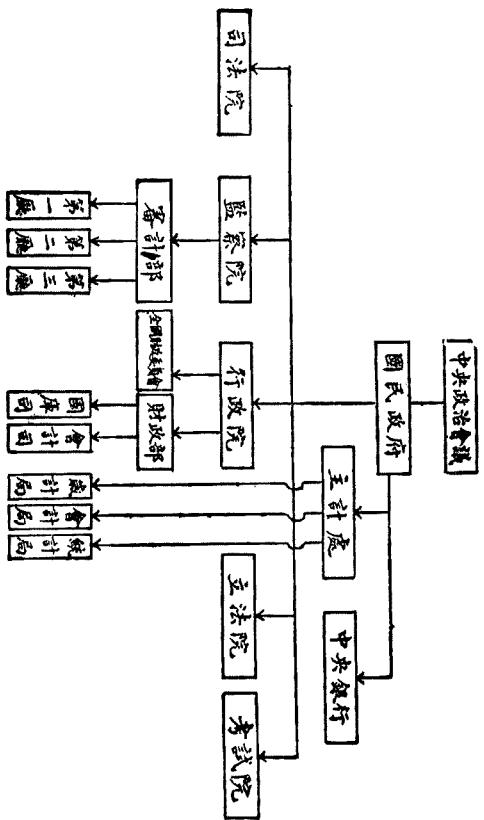 中央政治會議
國民政府
主計處
中央銀行
司法院
監察院
行政院
立法院
考試院
審計部
全國財政委員會
財政部
第一廳
第二廳
第三廳
國庫司
會計司
歲計局
會計局
統計局